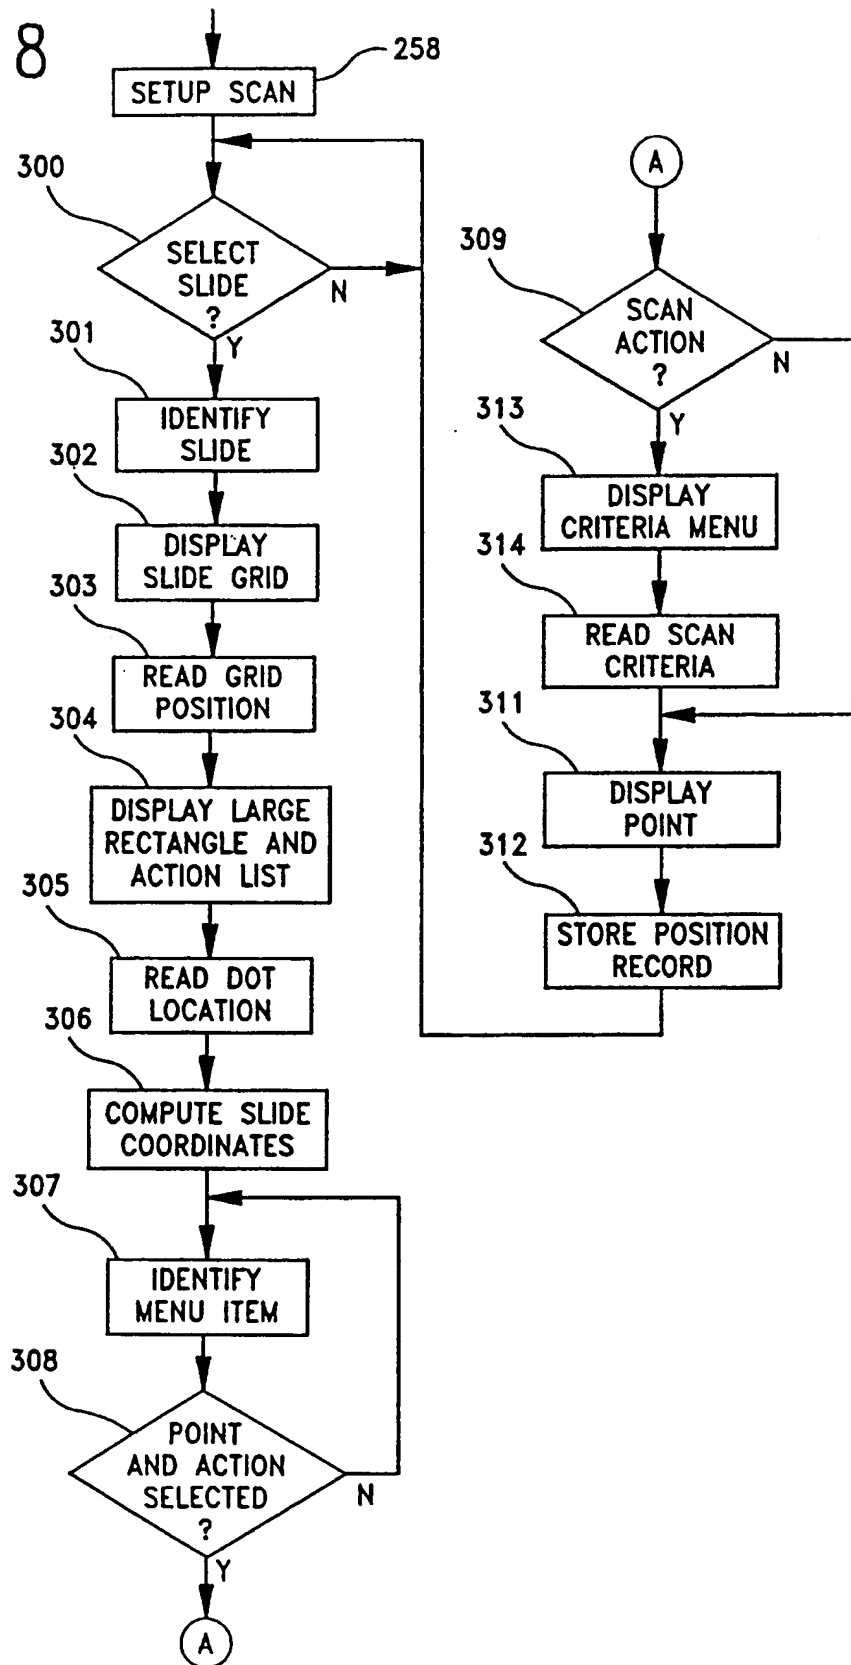 8
258
SETUP SCAN
300
SELECT
SLIDE
?
N
Y
301
IDENTIFY
SLIDE
302
DISPLAY
SLIDE GRID
303
READ GRID
POSITION
304
DISPLAY LARGE
RECTANGLE AND
ACTION LIST
305
READ DOT
LOCATION
306
COMPUTE SLIDE
COORDINATES
307
IDENTIFY
MENU ITEM
308
POINT
AND ACTION
SELECTED
?
N
Y
A
A
309
SCAN
ACTION
?
N
Y
313
DISPLAY
CRITERIA MENU
314
READ SCAN
CRITERIA
311
DISPLAY
POINT
312
STORE POSITION
RECORD